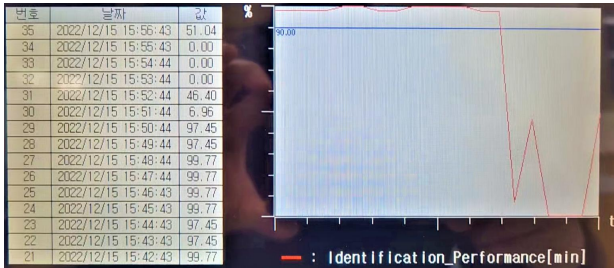 번호 날짜 값
35 2022/12/15 15:56:43 51.04
34 2022/12/15 15:55:43 0.00
33 2022/12/15 15:54:44 0.00
32 2022/12/15 15:53:44 0.00
31 2022/12/15 15:52:44 46.40
30 2022/12/15 15:51:44 6.96
29 2022/12/15 15:50:44 97.45
28 2022/12/15 15:49:44 97.45
27 2022/12/15 15:48:44 99.77
26 2022/12/15 15:47:44 99.77
25 2022/12/15 15:46:43 99.77
24 2022/12/15 15:45:43 99.77
23 2022/12/15 15:44:43 97.45
22 2022/12/15 15:43:43 97.45
21 2022/12/15 15:42:43 99.77
90.00
t
: Identification_Performance[min]